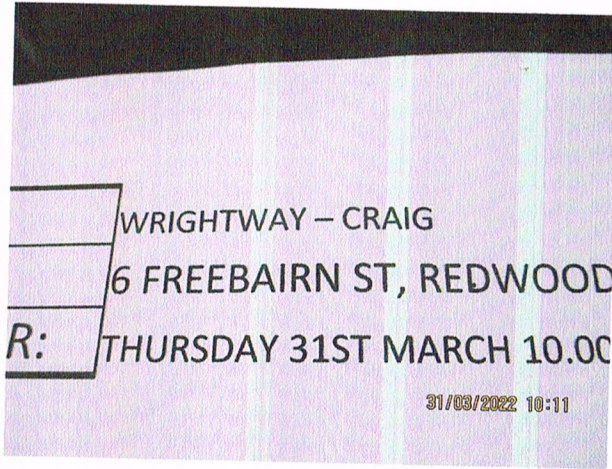 WRIGHTWAY – CRAIG
6 FREEBAIRN ST, REDWOOD
R: THURSDAY 31ST MARCH 10.00
31/03/2022 10:11